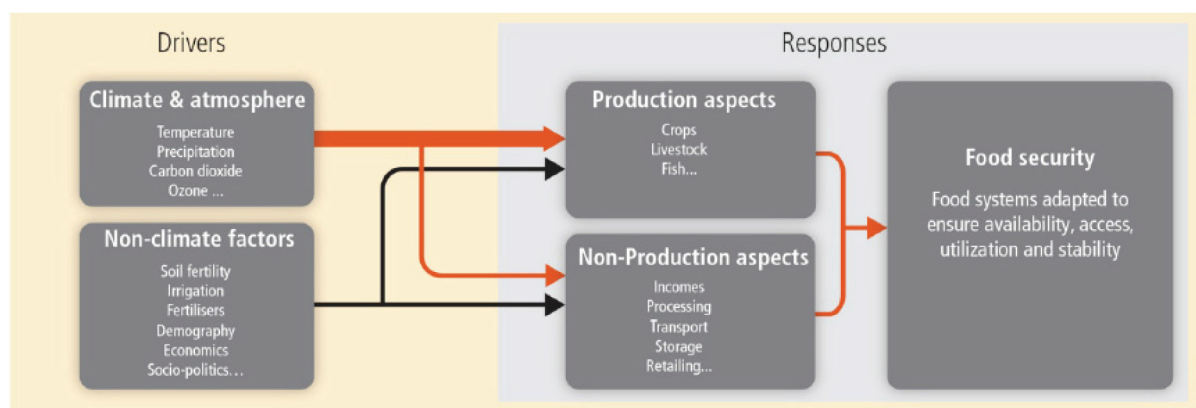 Drivers
Responses
Climate & atmosphere
Temperature
Precipitation
Carbon dioxide
Ozone ...
Non-climate factors
Soil fertility
Irrigation
Fertilisers
Demography
Economics
Socio-politics...
Production aspects
Crops
Livestock
Fish...
Non-Production aspects
Incomes
Processing
Transport
Storage
Retailing...
Food security
Food systems adapted to
ensure availability, access,
utilization and stability